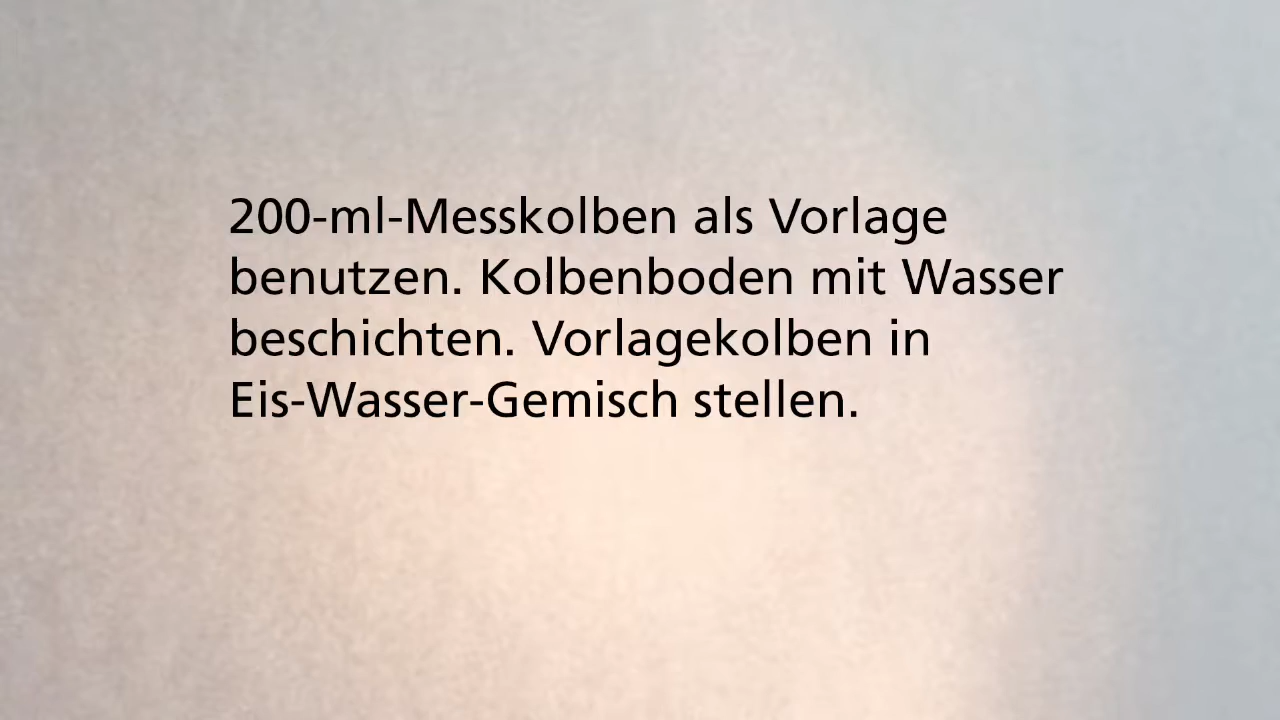 200-ml-Messkolben als Vorlage
benutzen. Kolbenboden mit Wasser
beschichten. Vorlagekolben in
Eis-Wasser-Gemisch stellen.